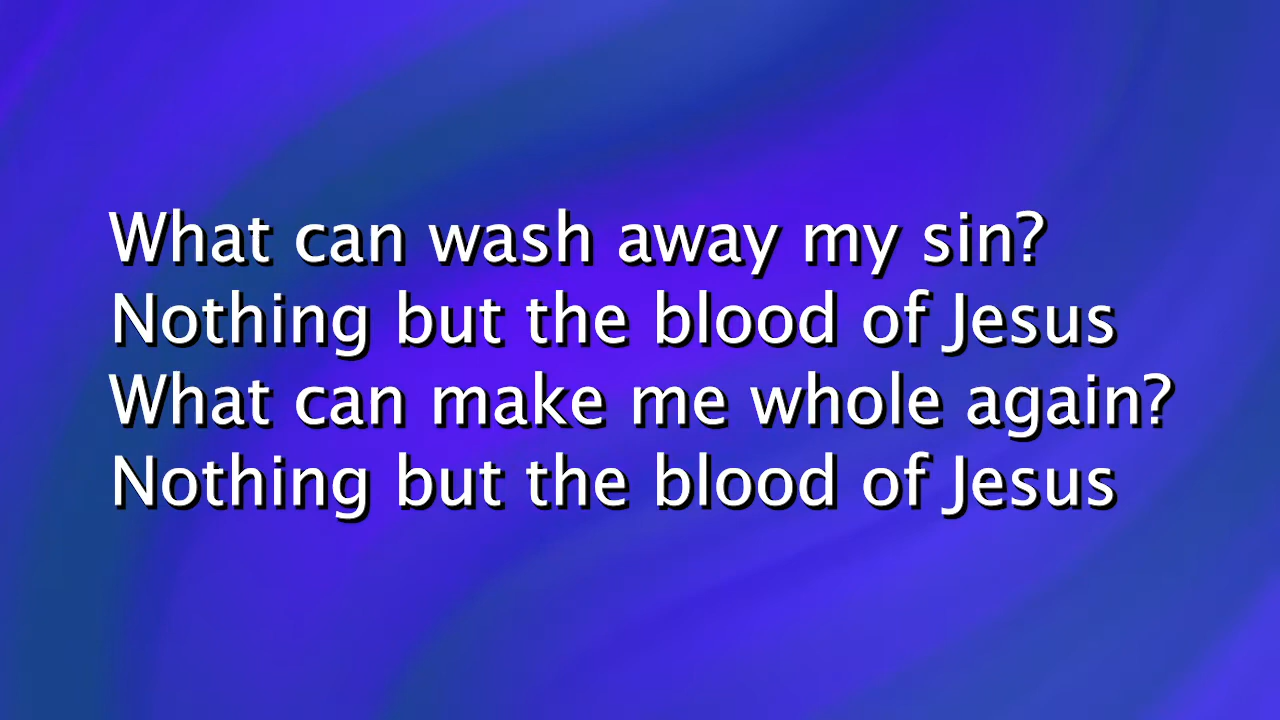 What can wash away my sin?
Nothing but the blood of Jesus
What can make me whole again?
Nothing but the blood of Jesus